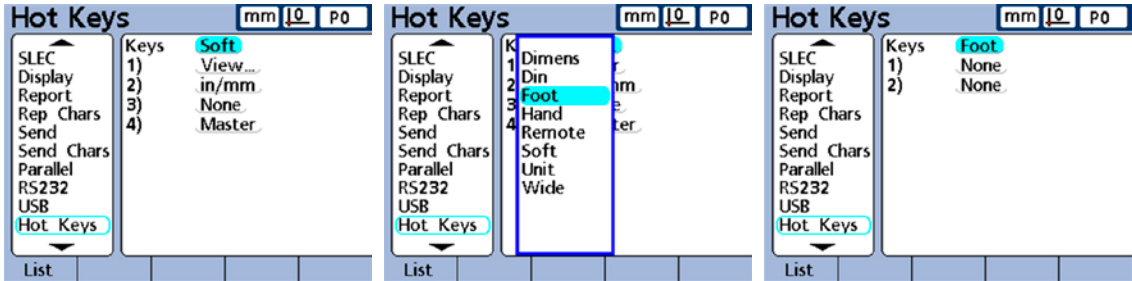 Hot Keys mm 0 P0
SLEC
Display
Report
Rep Chars
Send
Send Chars
Parallel
RS232
USB
Hot Keys
Keys Soft
1) View...
2) in/mm
3) None
4) Master
List
Hot Keys mm 0 P0
SLEC
Display
Report
Rep Chars
Send
Send Chars
Parallel
RS232
USB
Hot Keys
Dimens
Din
Foot
Hand
Remote
Soft
Unit
Wide
List
Hot Keys mm 0 P0
SLEC
Display
Report
Rep Chars
Send
Send Chars
Parallel
RS232
USB
Hot Keys
Keys Foot
1) None
2) None
List